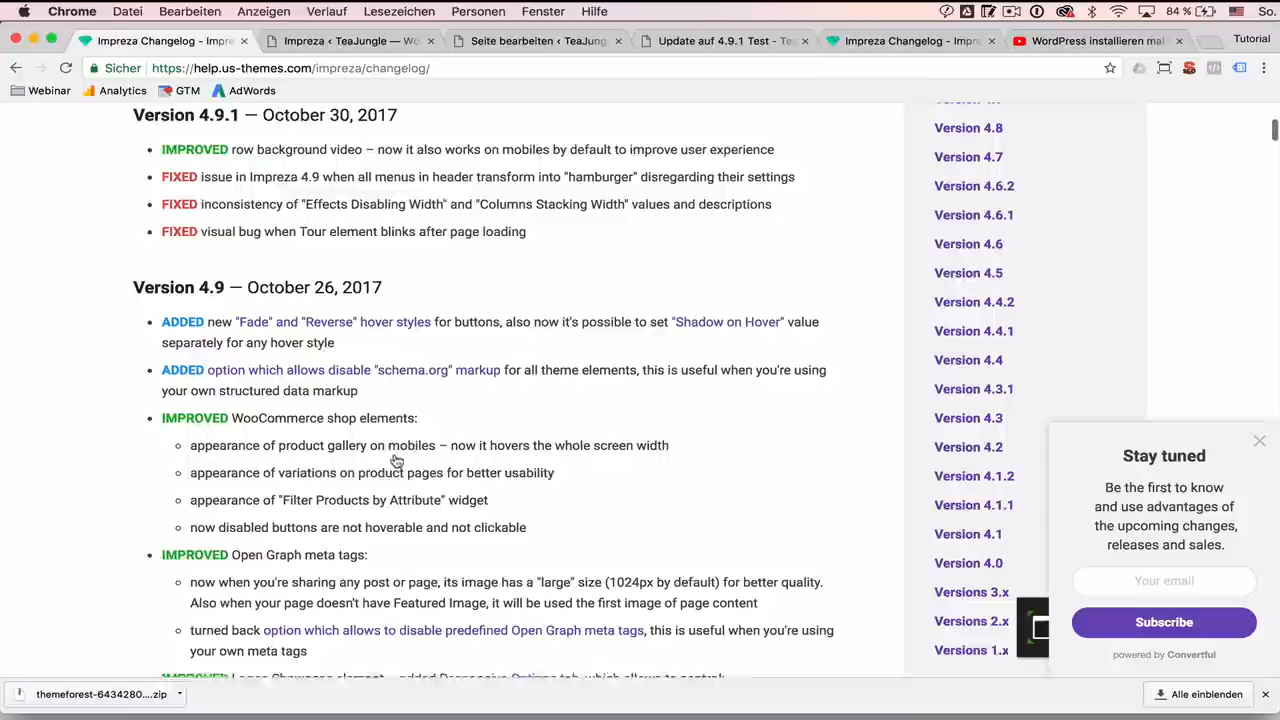 Chrome Datei Bearbeiten Anzeigen Verlauf Lesezeichen Personen Fenster Hilfe 84 % So.
Impreza Changelog - Impre Impreza ‹ TeaJungle — Wo Seite bearbeiten ‹ TeaJung Update auf 4.9.1 Test - Te Impreza Changelog - Impre WordPress installieren mal Tutorial
Sicher https://help.us-themes.com/impreza/changelog/
Webinar Analytics GTM AdWords
Version 4.9.1 — October 30, 2017
IMPROVED row background video – now it also works on mobiles by default to improve user experience
FIXED issue in Impreza 4.9 when all menus in header transform into "hamburger" disregarding their settings
FIXED inconsistency of "Effects Disabling Width" and "Columns Stacking Width" values and descriptions
FIXED visual bug when Tour element blinks after page loading
Version 4.9 — October 26, 2017
ADDED new "Fade" and "Reverse" hover styles for buttons, also now it's possible to set "Shadow on Hover" value
separately for any hover style
ADDED option which allows disable "schema.org" markup for all theme elements, this is useful when you're using
your own structured data markup
IMPROVED WooCommerce shop elements:
appearance of product gallery on mobiles – now it hovers the whole screen width
appearance of variations on product pages for better usability
appearance of "Filter Products by Attribute" widget
now disabled buttons are not hoverable and not clickable
IMPROVED Open Graph meta tags:
now when you're sharing any post or page, its image has a "large" size (1024px by default) for better quality.
Also when your page doesn't have Featured Image, it will be used the first image of page content
turned back option which allows to disable predefined Open Graph meta tags, this is useful when you're using
your own meta tags
Version 4.8
Version 4.7
Version 4.6.2
Version 4.6.1
Version 4.6
Version 4.5
Version 4.4.2
Version 4.4.1
Version 4.4
Version 4.3.1
Version 4.3
Version 4.2
Version 4.1.2
Version 4.1.1
Version 4.1
Version 4.0
Versions 3.x
Versions 2.x
Versions 1.x
Stay tuned
Be the first to know
and use advantages of
the upcoming changes,
releases and sales.
Your email
Subscribe
powered by Convertful
themeforest-6434280....zip Alle einblenden